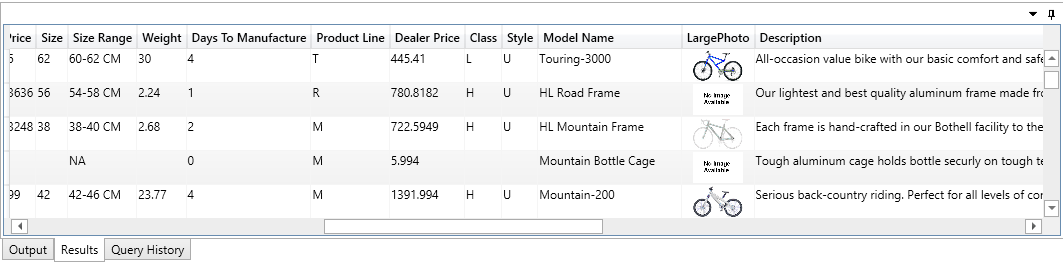 rice Size Size Range Weight Days To Manufacture Product Line Dealer Price Class Style Model Name LargePhoto Description
62 60-62 CM 30 4 T 445.41 L U Touring-3000 All-occasion value bike with our basic comfort and safe
3636 56 54-58 CM 2.24 1 R 780.8182 H U HL Road Frame No Image Available Our lightest and best quality aluminum frame made fro
3248 38 38-40 CM 2.68 2 M 722.5949 H U HL Mountain Frame Each frame is hand-crafted in our Bothell facility to the
NA 0 M 5.994 Mountain Bottle Cage No Image Available Tough aluminum cage holds bottle securly on tough te
99 42 42-46 CM 23.77 4 M 1391.994 H U Mountain-200 Serious back-country riding. Perfect for all levels of co
Output Results Query History